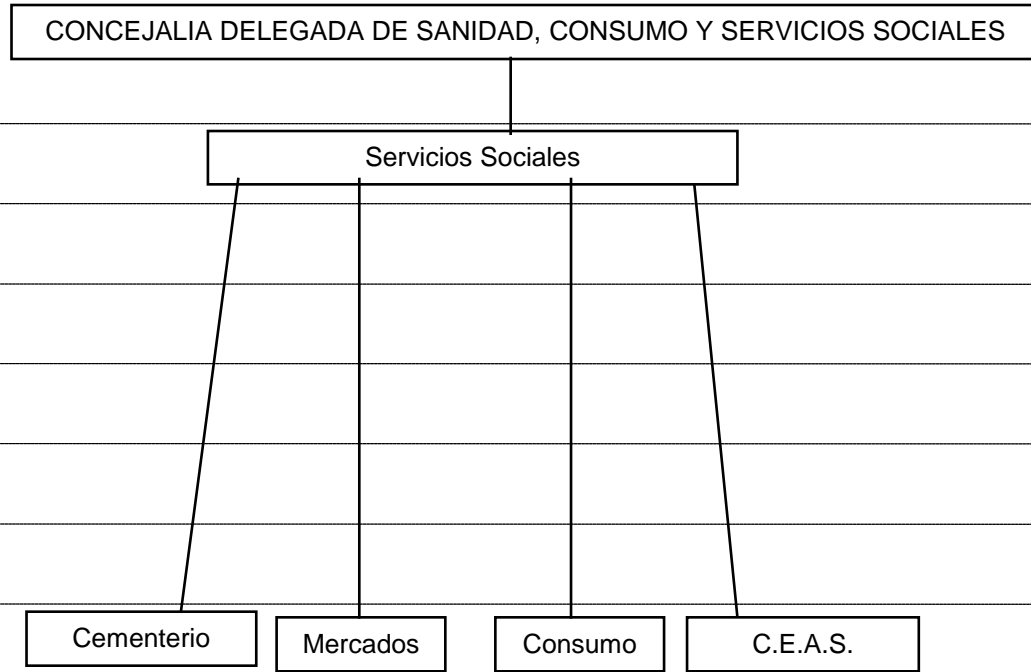 CONCEJALIA DELEGADA DE SANIDAD, CONSUMO Y SERVICIOS SOCIALES
Servicios Sociales
Cementerio
Mercados
Consumo
C.E.A.S.